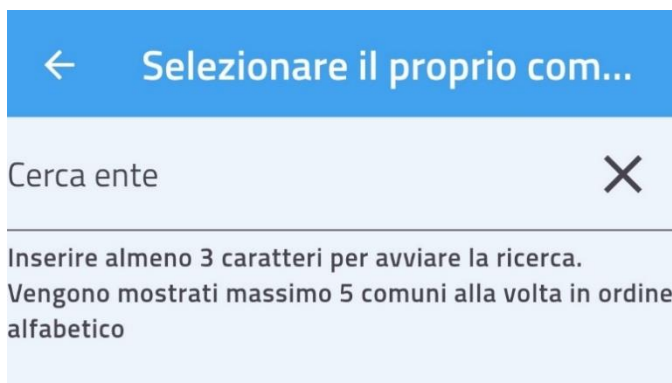 Selezionare il proprio com...
Cerca ente
Inserire almeno 3 caratteri per avviare la ricerca.
Vengono mostrati massimo 5 comuni alla volta in ordine
alfabetico